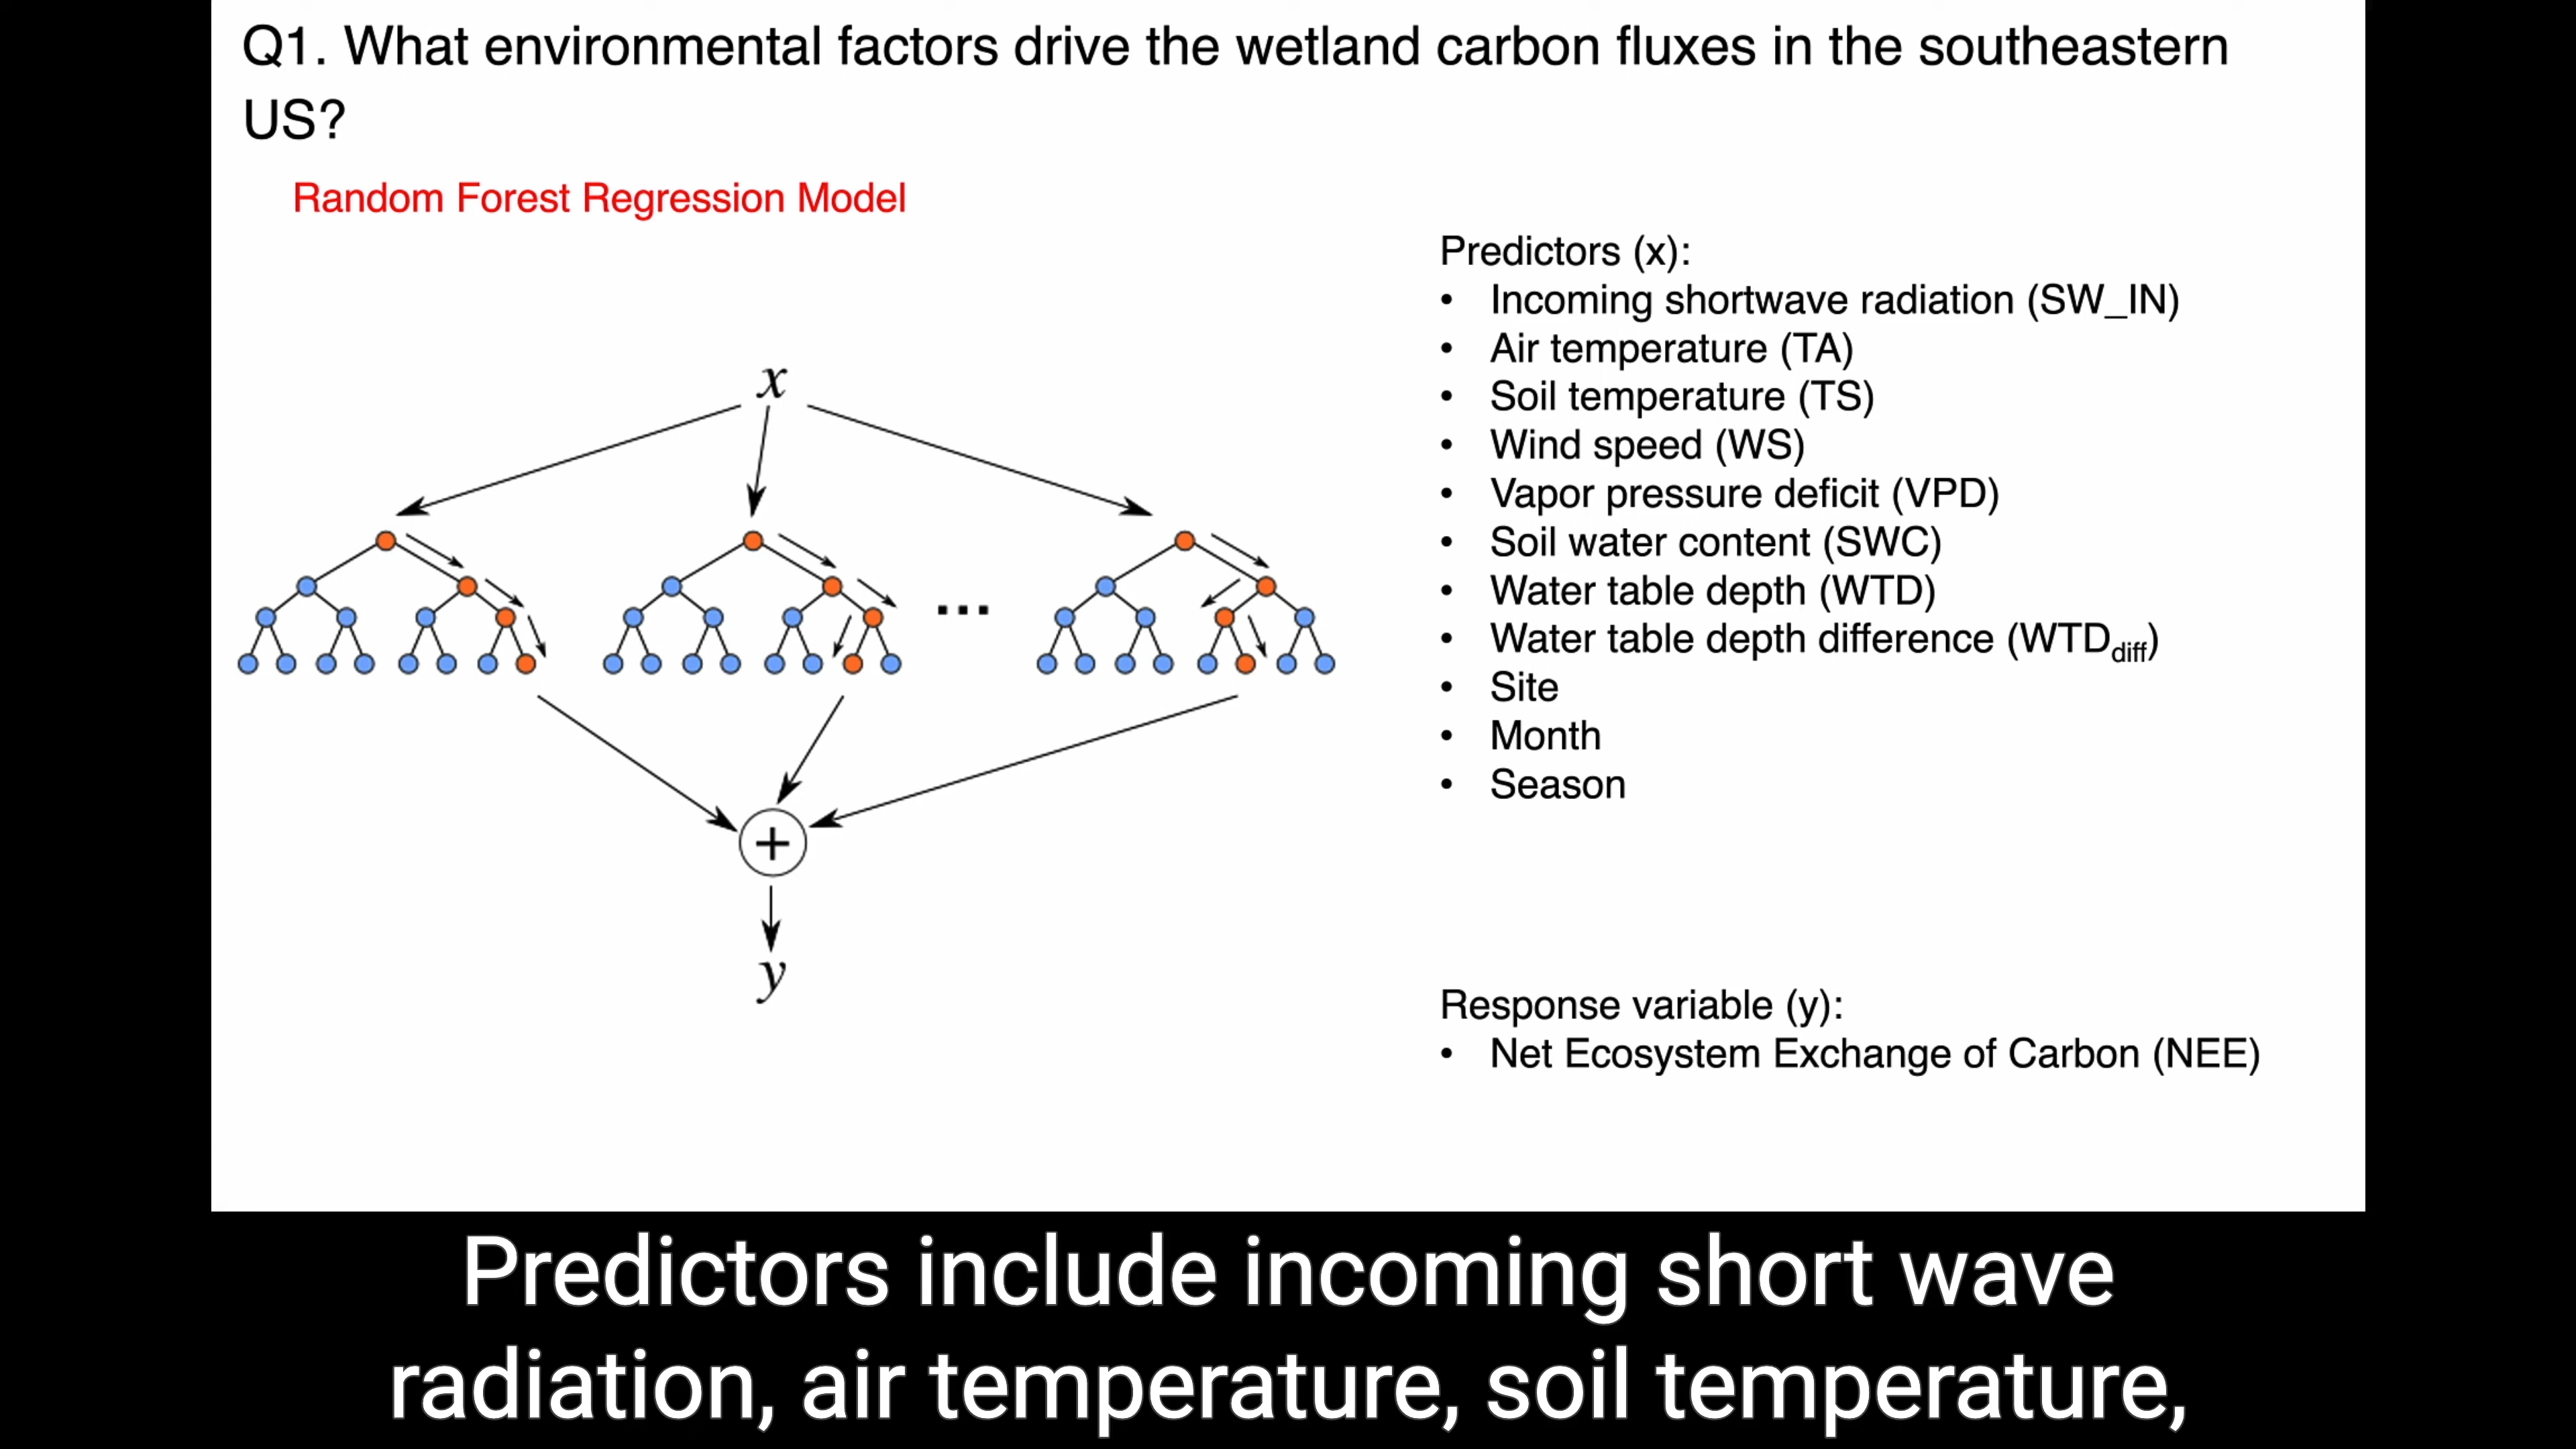 Q1. What environmental factors drive the wetland carbon fluxes in the southeastern
US?
Random Forest Regression Model
x
...
+
y
Predictors (x):
• Incoming shortwave radiation (SW_IN)
• Air temperature (TA)
• Soil temperature (TS)
• Wind speed (WS)
• Vapor pressure deficit (VPD)
• Soil water content (SWC)
• Water table depth (WTD)
• Water table depth difference (WTDdiff)
• Site
• Month
• Season
Response variable (y):
• Net Ecosystem Exchange of Carbon (NEE)
Predictors include incoming short wave
radiation, air temperature, soil temperature,